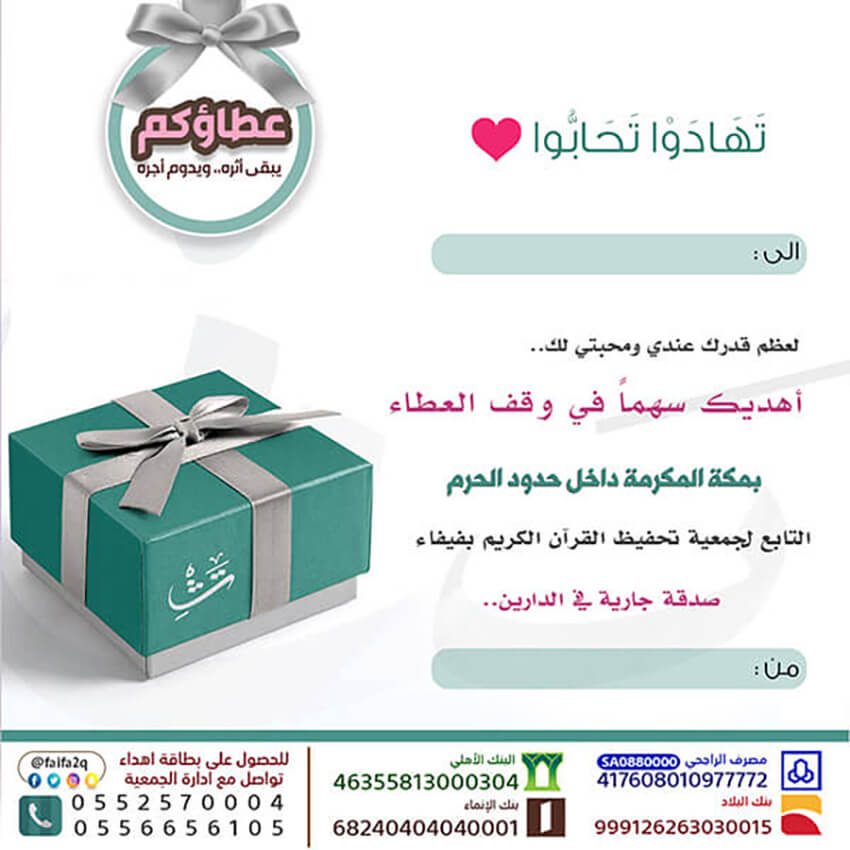 عطاؤكم
يبقى أثره،، ويدوم أجره
تَهَادَوْا تَحَابُّوا
الى:
لعظم قدرك عندي ومحبتي لك..
أهديك سهماً في وقف العطاء
بمكة المكرمة داخل حدود الحرم
التابع لجمعية تحفيظ القرآن الكريم بفيفاء
صدقة جارية في الدارين..
من:
مصرف الراجحي SA0880000
417608010977772
بنك البلاد
999126263030015
البنك الأهلي
46355813000304
بنك الإنماء
68240404040001
للحصول على بطاقة اهداء
تواصل مع ادارة الجمعية
@faifa2q
0552570004
0556656105